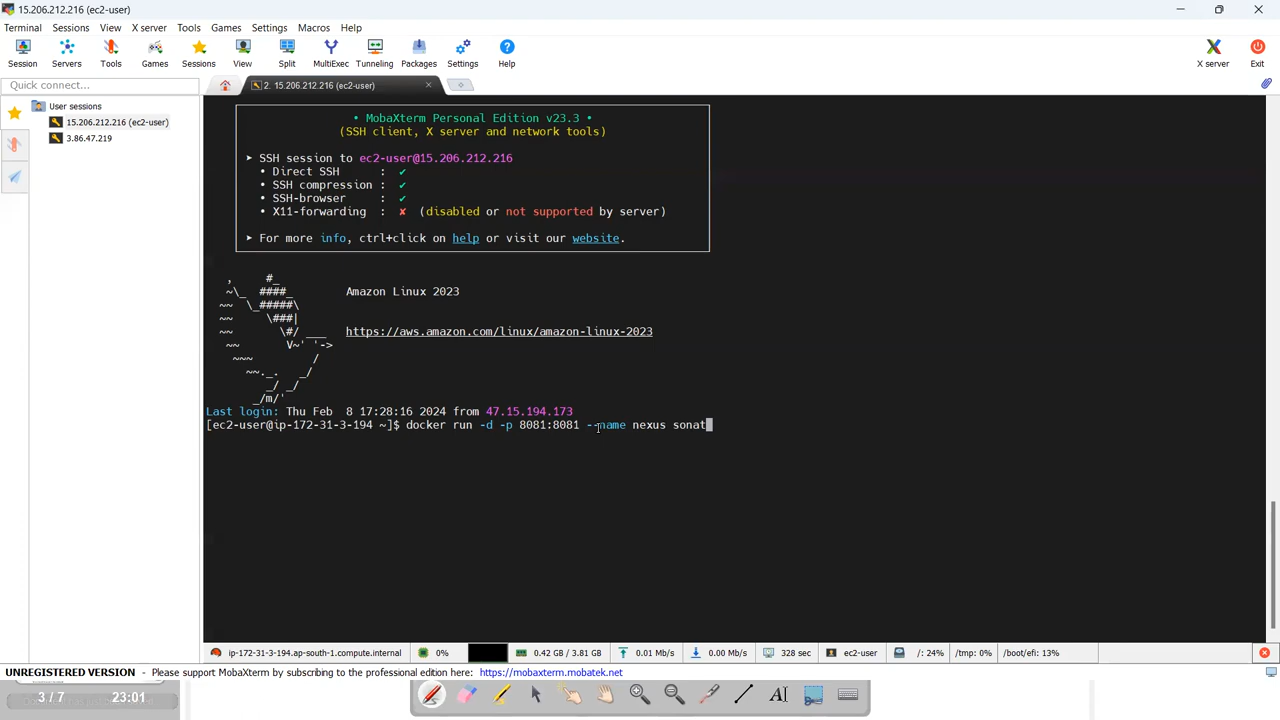 15.206.212.216 (ec2-user)
Terminal Sessions View X server Tools Games Settings Macros Help
Session Servers Tools Games Sessions View Split MultiExec Tunneling Packages Settings Help X server Exit
Quick connect...
2. 15.206.212.216 (ec2-user)
User sessions
15.206.212.216 (ec2-user)
3.86.47.219
• MobaXterm Personal Edition v23.3 •
(SSH client, X server and network tools)
➤ SSH session to ec2-user@15.206.212.216
• Direct SSH : ✔
• SSH compression : ✔
• SSH-browser : ✔
• X11-forwarding : ✘ (disabled or not supported by server)
➤ For more info, ctrl+click on help or visit our website.
, #_
~\_ ####_ Amazon Linux 2023
~~ \_#####\
~~ \###|
~~ \#/ ___ https://aws.amazon.com/linux/amazon-linux-2023
~~ V~' '->
~~~ /
~~._. _/
_/ _/
_/m/'
Last login: Thu Feb 8 17:28:16 2024 from 47.15.194.173
[ec2-user@ip-172-31-3-194 ~]$ docker run -d -p 8081:8081 --name nexus sonat
ip-172-31-3-194.ap-south-1.compute.internal 0% 0.42 GB / 3.81 GB 0.01 Mb/s 0.00 Mb/s 328 sec ec2-user /: 24% /tmp: 0% /boot/efi: 13%
UNREGISTERED VERSION - Please support MobaXterm by subscribing to the professional edition here: https://mobaxterm.mobatek.net
3 / 7 23:01